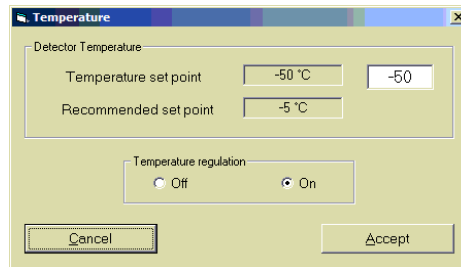 Temperature
Detector Temperature
Temperature set point -50 °C -50
Recommended set point -5 °C
Temperature regulation
Off On
Cancel Accept